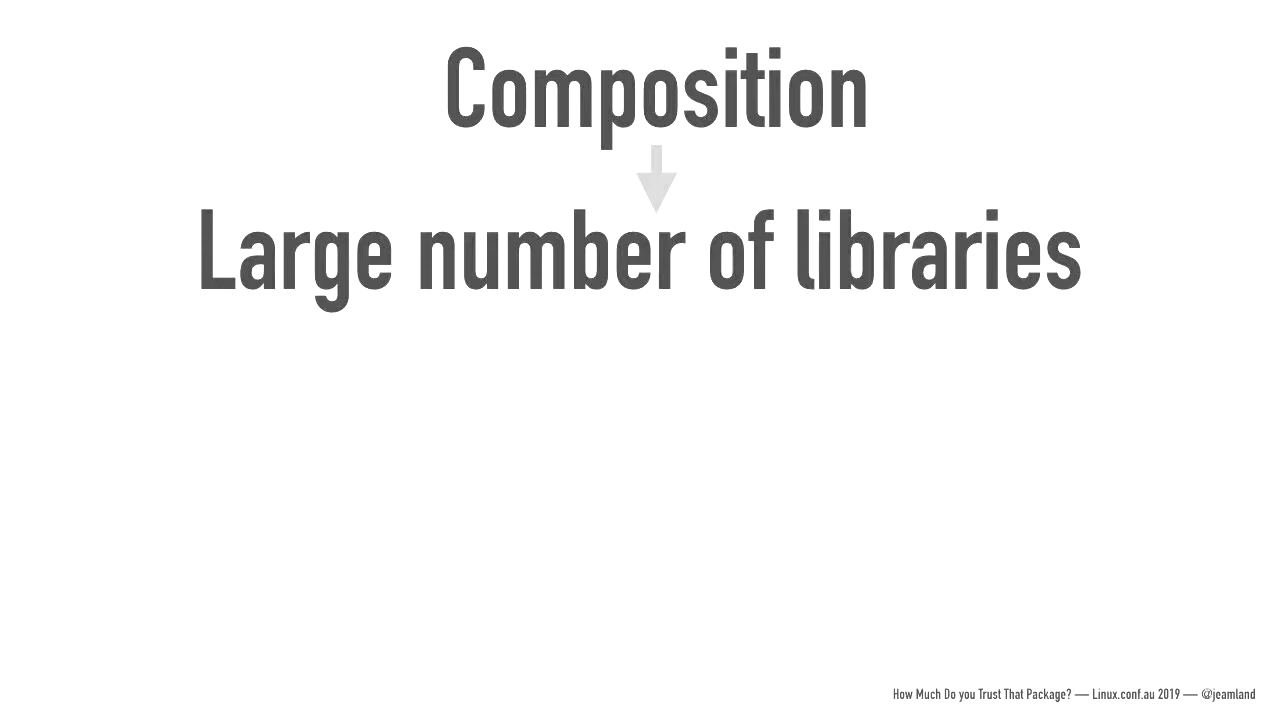 Composition
Large number of libraries
How Much Do you Trust That Package? — Linux.conf.au 2019 — @jeamland